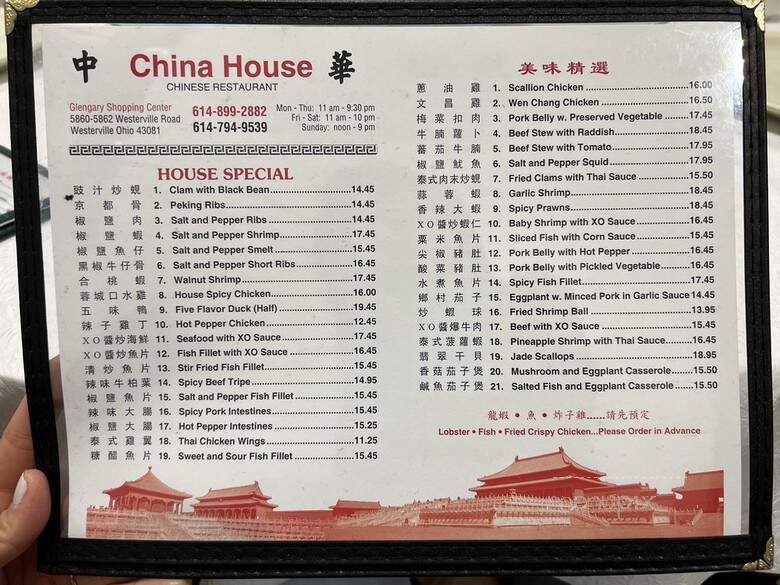 中 China House 華
CHINESE RESTAURANT
Glengary Shopping Center
5860-5862 Westerville Road
Westerville Ohio 43081
614-899-2882
614-794-9539
Mon - Thu: 11 am - 9:30 pm
Fri - Sat: 11 am - 10 pm
Sunday: noon - 9 pm
HOUSE SPECIAL
豉汁炒蜆 1. Clam with Black Bean 14.45
京都骨 2. Peking Ribs 14.45
椒鹽肉 3. Salt and Pepper Ribs 14.45
椒鹽蝦 4. Salt and Pepper Shrimp 17.45
椒鹽魚仔 5. Salt and Pepper Smelt 15.45
黑椒牛仔骨 6. Salt and Pepper Short Ribs 16.45
合桃蝦 7. Walnut Shrimp 17.45
蓉城口水雞 8. House Spicy Chicken 16.00
五味鴨 9. Five Flavor Duck (Half) 19.45
辣子雞丁 10. Hot Pepper Chicken 12.45
XO醬炒海鮮 11. Seafood with XO Sauce 17.45
XO醬炒魚片 12. Fish Fillet with XO Sauce 16.45
清炒魚片 13. Stir Fried Fish Fillet 15.45
辣味牛柏葉 14. Spicy Beef Tripe 14.95
椒鹽魚片 15. Salt and Pepper Fish Fillet 15.45
辣味大腸 16. Spicy Pork Intestines 15.45
椒鹽大腸 17. Hot Pepper Intestines 15.25
泰式雞翼 18. Thai Chicken Wings 11.25
糖醋魚片 19. Sweet and Sour Fish Fillet 15.45
美味精選
蔥油雞 1. Scallion Chicken 16.00
文昌雞 2. Wen Chang Chicken 16.50
梅菜扣肉 3. Pork Belly w. Preserved Vegetable 17.45
牛腩蘿卜 4. Beef Stew with Raddish 18.45
蕃茄牛腩 5. Beef Stew with Tomato 17.95
椒鹽魷魚 6. Salt and Pepper Squid 17.95
泰式肉末炒蜆 7. Fried Clams with Thai Sauce 15.50
蒜蓉蝦 8. Garlic Shrimp 18.45
香辣大蝦 9. Spicy Prawns 18.45
XO醬炒蝦仁 10. Baby Shrimp with XO Sauce 16.45
粟米魚片 11. Sliced Fish with Corn Sauce 15.45
尖椒豬肚 12. Pork Belly with Hot Pepper 16.45
酸菜豬肚 13. Pork Belly with Pickled Vegetable 16.45
水煮魚片 14. Spicy Fish Fillet 17.45
鄉村茄子 15. Eggplant w. Minced Pork in Garlic Sauce 14.45
炒蝦球 16. Fried Shrimp Ball 13.95
XO醬爆牛肉 17. Beef with XO Sauce 15.45
泰式菠蘿蝦 18. Pineapple Shrimp with Thai Sauce 16.45
翡翠干貝 19. Jade Scallops 18.95
香菇茄子煲 20. Mushroom and Eggplant Casserole 15.50
鹹魚茄子煲 21. Salted Fish and Eggplant Casserole 15.50
龍蝦 • 魚 • 炸子雞......請先預定
Lobster • Fish • Fried Crispy Chicken...Please Order in Advance